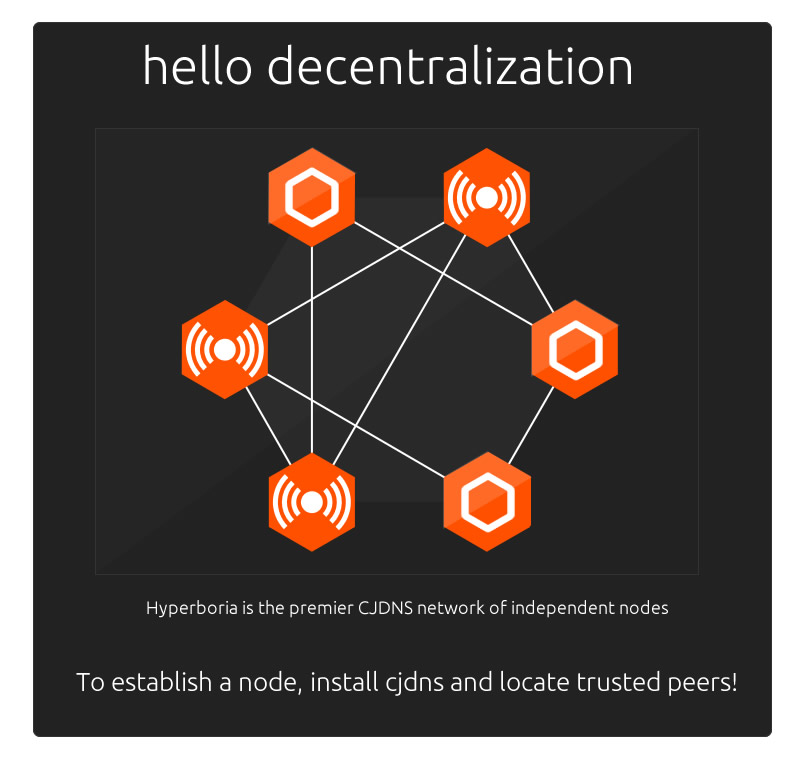 hello decentralization
Hyperboria is the premier CJDNS network of independent nodes
To establish a node, install cjdns and locate trusted peers!